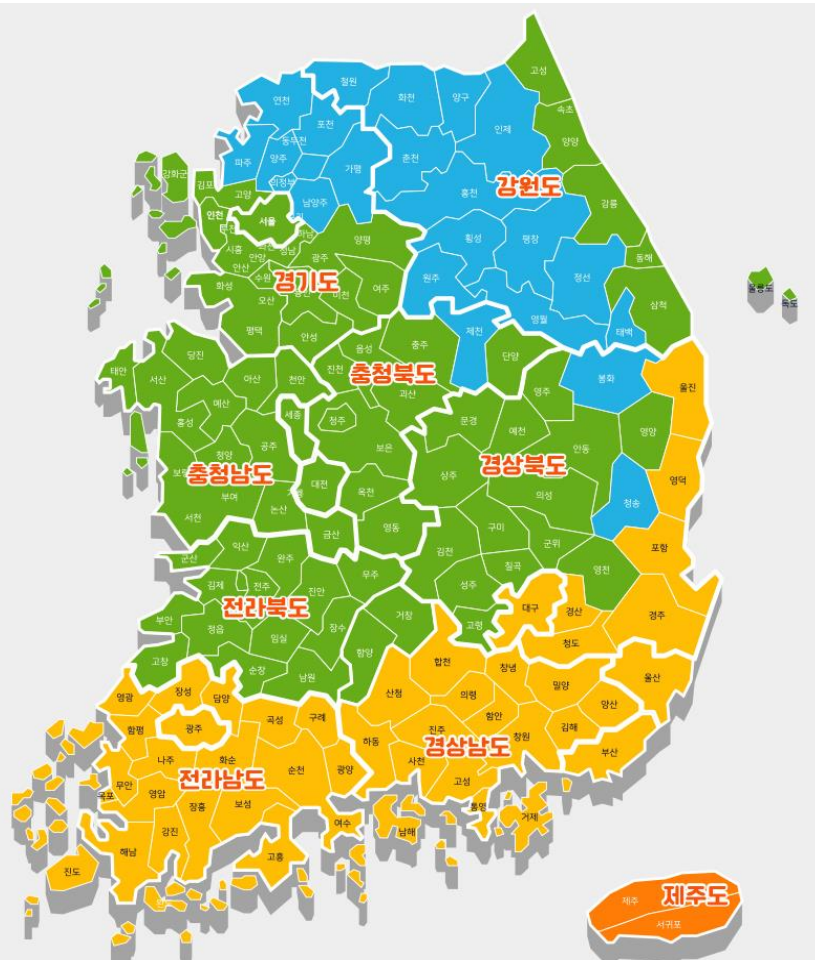 고성
철원
화천
양구
연천
속초
포천
인제
동두천
양양
파주
양주
춘천
가평
강화군
김포
의정부
홍천
강원도
고양
남양주
강릉
인천
서울
하남
양평
횡성
평창
시흥
안양
성남
광주
동해
안산
수원
경기도
원주
정선
화성
여주
울릉도
오산
이천
독도
삼척
평택
안성
영월
태백
음성
충주
제천
당진
단양
태안
서산
아산
천안
진천
충청북도
봉화
울진
예산
괴산
영주
홍성
세종
청주
문경
예천
영양
청양
공주
보은
안동
경상북도
충청남도
상주
영덕
대전
부여
옥천
의성
청송
서천
논산
금산
영동
구미
군위
포항
군산
익산
완주
김천
칠곡
영천
김제
전주
진안
무주
성주
전라북도
대구
경산
부안
정읍
임실
장수
거창
고령
경주
청도
고창
순창
남원
함양
합천
창녕
영광
장성
담양
산청
의령
밀양
울산
함평
광주
곡성
구례
함안
양산
나주
화순
하동
진주
경상남도
창원
김해
부산
무안
전라남도
순천
광양
사천
고성
목포
영암
장흥
보성
통영
거제
강진
여수
남해
해남
고흥
진도
제주
제주도
서귀포